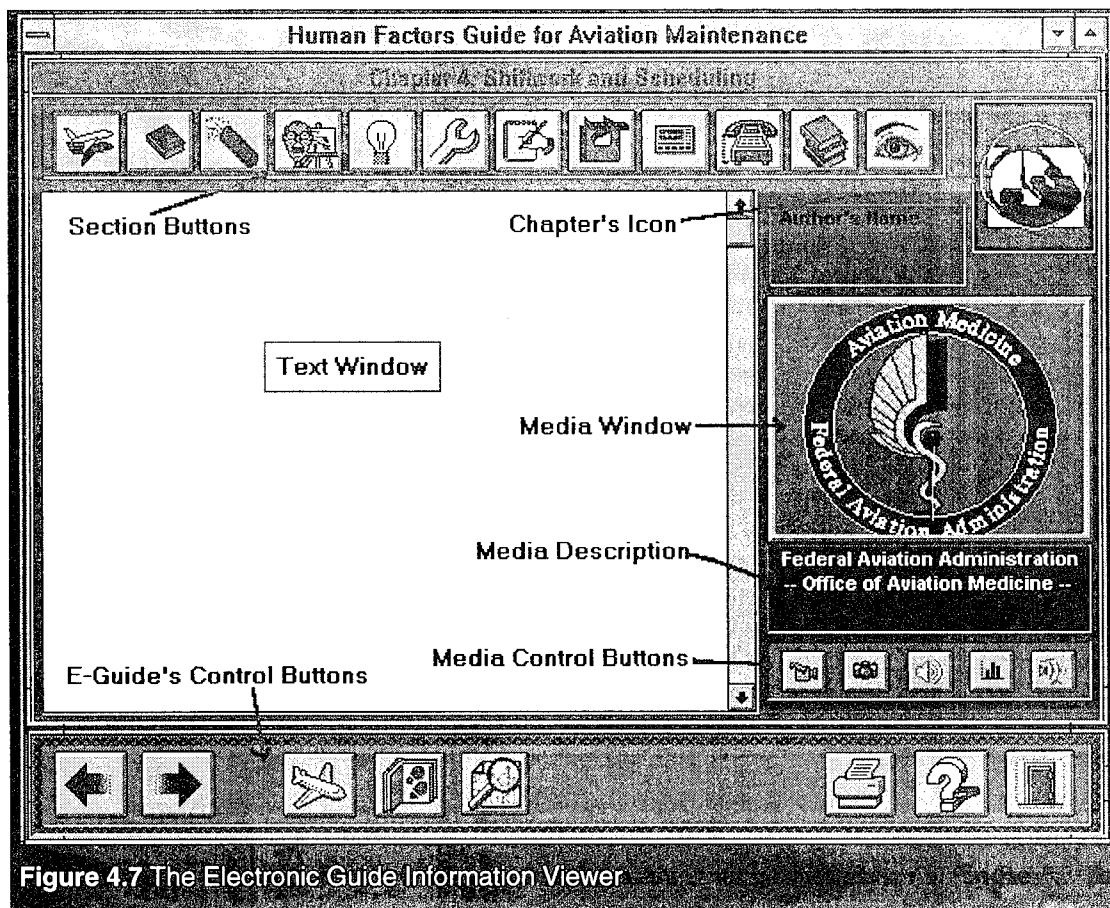 Human Factors Guide for Aviation Maintenance
Chapter 4. Shiftwork and Scheduling
Section Buttons
Chapter's Icon
Author's Name
Text Window
Aviation Medicine
Federal Aviation Administration
Media Window
Media Description
Federal Aviation Administration
-- Office of Aviation Medicine --
Media Control Buttons
E-Guide's Control Buttons
Figure 4.7 The Electronic Guide Information Viewer